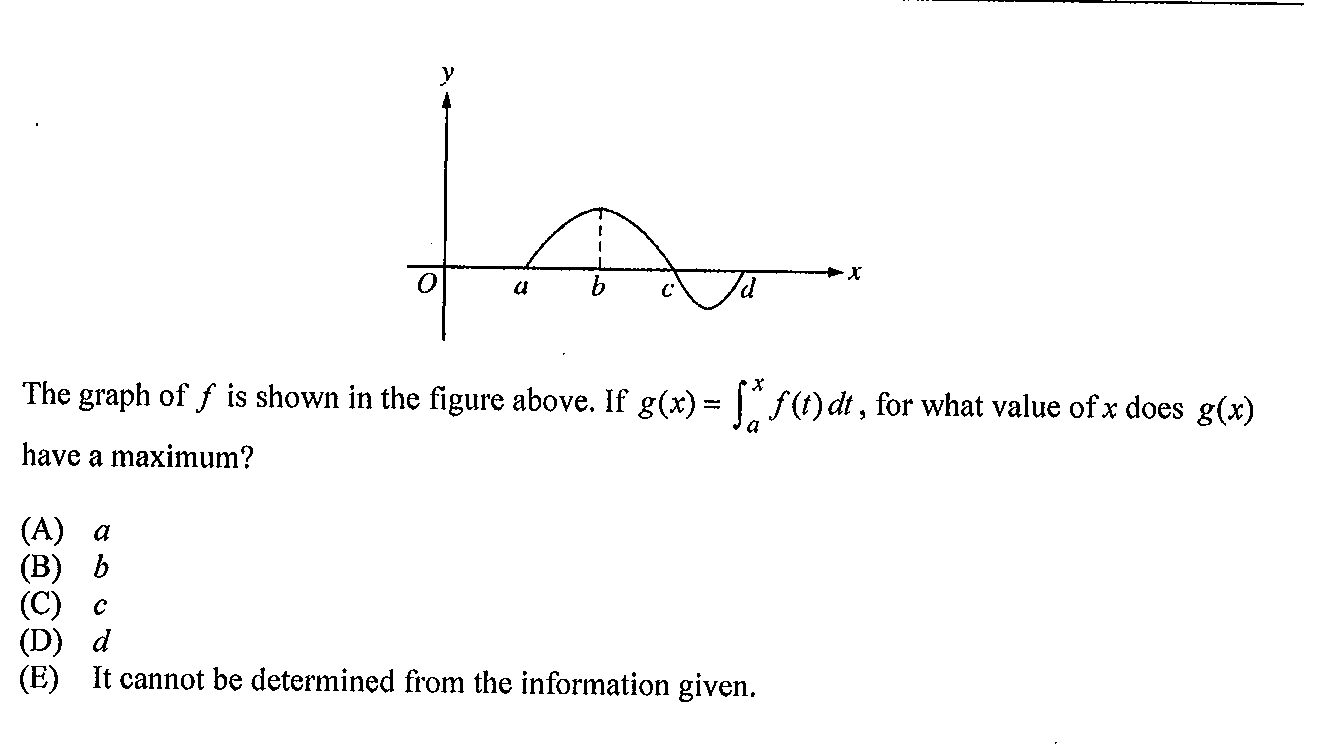 y
O a b c d x
The graph of f is shown in the figure above. If g(x) = ∫ₐˣ f(t) dt, for what value of x does g(x)
have a maximum?
(A) a
(B) b
(C) c
(D) d
(E) It cannot be determined from the information given.